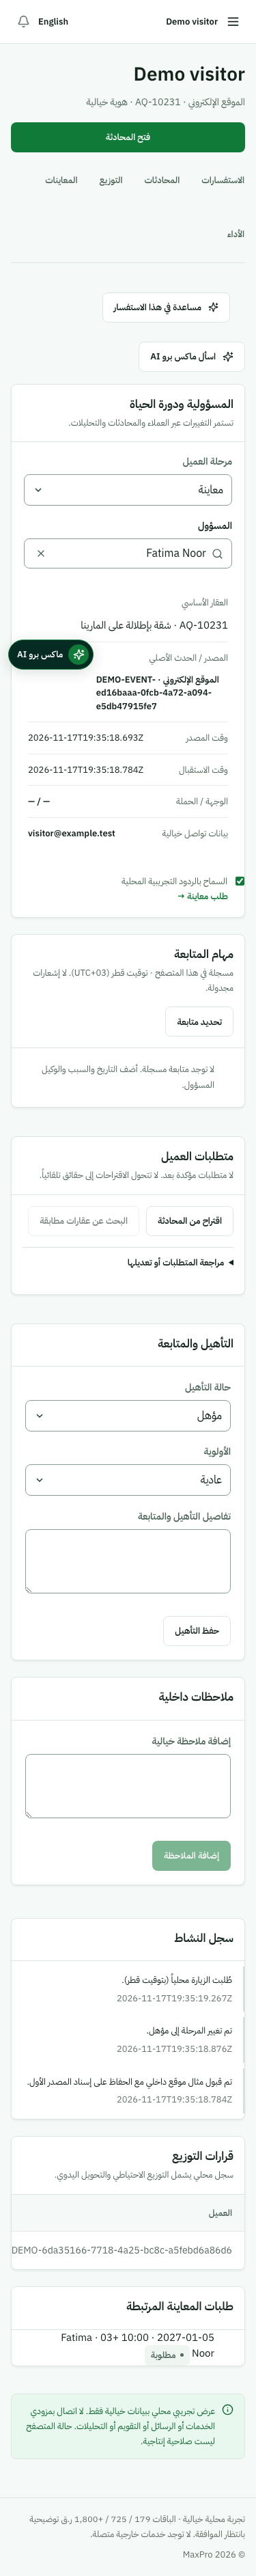 Demo visitor
English
Demo visitor
الموقع الإلكتروني · AQ-10231 · هوية خيالية
فتح المحادثة
الاستفسارات
المحادثات
التوزيع
المعاينات
الأداء
مساعدة في هذا الاستفسار
اسأل ماكس برو AI
المسؤولية ودورة الحياة
تستمر التغييرات عبر العملاء والمحادثات والتحليلات.
مرحلة العميل
معاينة
المسؤول
Fatima Noor
العقار الأساسي
AQ-10231 · شقة بإطلالة على المارينا
المصدر / الحدث الأصلي
الموقع الإلكتروني · DEMO-EVENT-
ed16baaa-0fcb-4a72-a094-
e5db47915fe7
ماكس برو AI
وقت المصدر
2026-11-17T19:35:18.693Z
وقت الاستقبال
2026-11-17T19:35:18.784Z
الوجهة / الحملة
— / —
بيانات تواصل خيالية
visitor@example.test
السماح بالردود التجريبية المحلية
طلب معاينة →
مهام المتابعة
مسجلة في هذا المتصفح · توقيت قطر (UTC+03). لا إشعارات
مجدولة.
تحديد متابعة
لا توجد متابعة مسجلة. أضف التاريخ والسبب والوكيل
المسؤول.
متطلبات العميل
لا متطلبات مؤكدة بعد. لا تتحول الاقتراحات إلى حقائق تلقائياً.
اقتراح من المحادثة
البحث عن عقارات مطابقة
مراجعة المتطلبات أو تعديلها
التأهيل والمتابعة
حالة التأهيل
مؤهل
الأولوية
عادية
تفاصيل التأهيل والمتابعة
حفظ التأهيل
ملاحظات داخلية
إضافة ملاحظة خيالية
إضافة الملاحظة
سجل النشاط
طُلبت الزيارة محلياً (بتوقيت قطر).
2026-11-17T19:35:19.267Z
تم تغيير المرحلة إلى مؤهل.
2026-11-17T19:35:18.876Z
تم قبول مثال موقع داخلي مع الحفاظ على إسناد المصدر الأول.
2026-11-17T19:35:18.784Z
قرارات التوزيع
سجل محلي يشمل التوزيع الاحتياطي والتحويل اليدوي.
العميل
DEMO-6da35166-7718-4a25-bc8c-a5febd6a86d6
طلبات المعاينة المرتبطة
2027-01-05 · 10:00 +03 · Fatima
Noor • مطلوبة
عرض تجريبي محلي ببيانات خيالية فقط. لا اتصال بمزودي
الخدمات أو الرسائل أو التقويم أو التحليلات. حالة المتصفح
ليست صلاحية إنتاجية.
تجربة محلية خيالية · الباقات 179 / 725 / +1,800 ر.ق توضيحية
بانتظار الموافقة. لا توجد خدمات خارجية متصلة.
© 2026 MaxPro